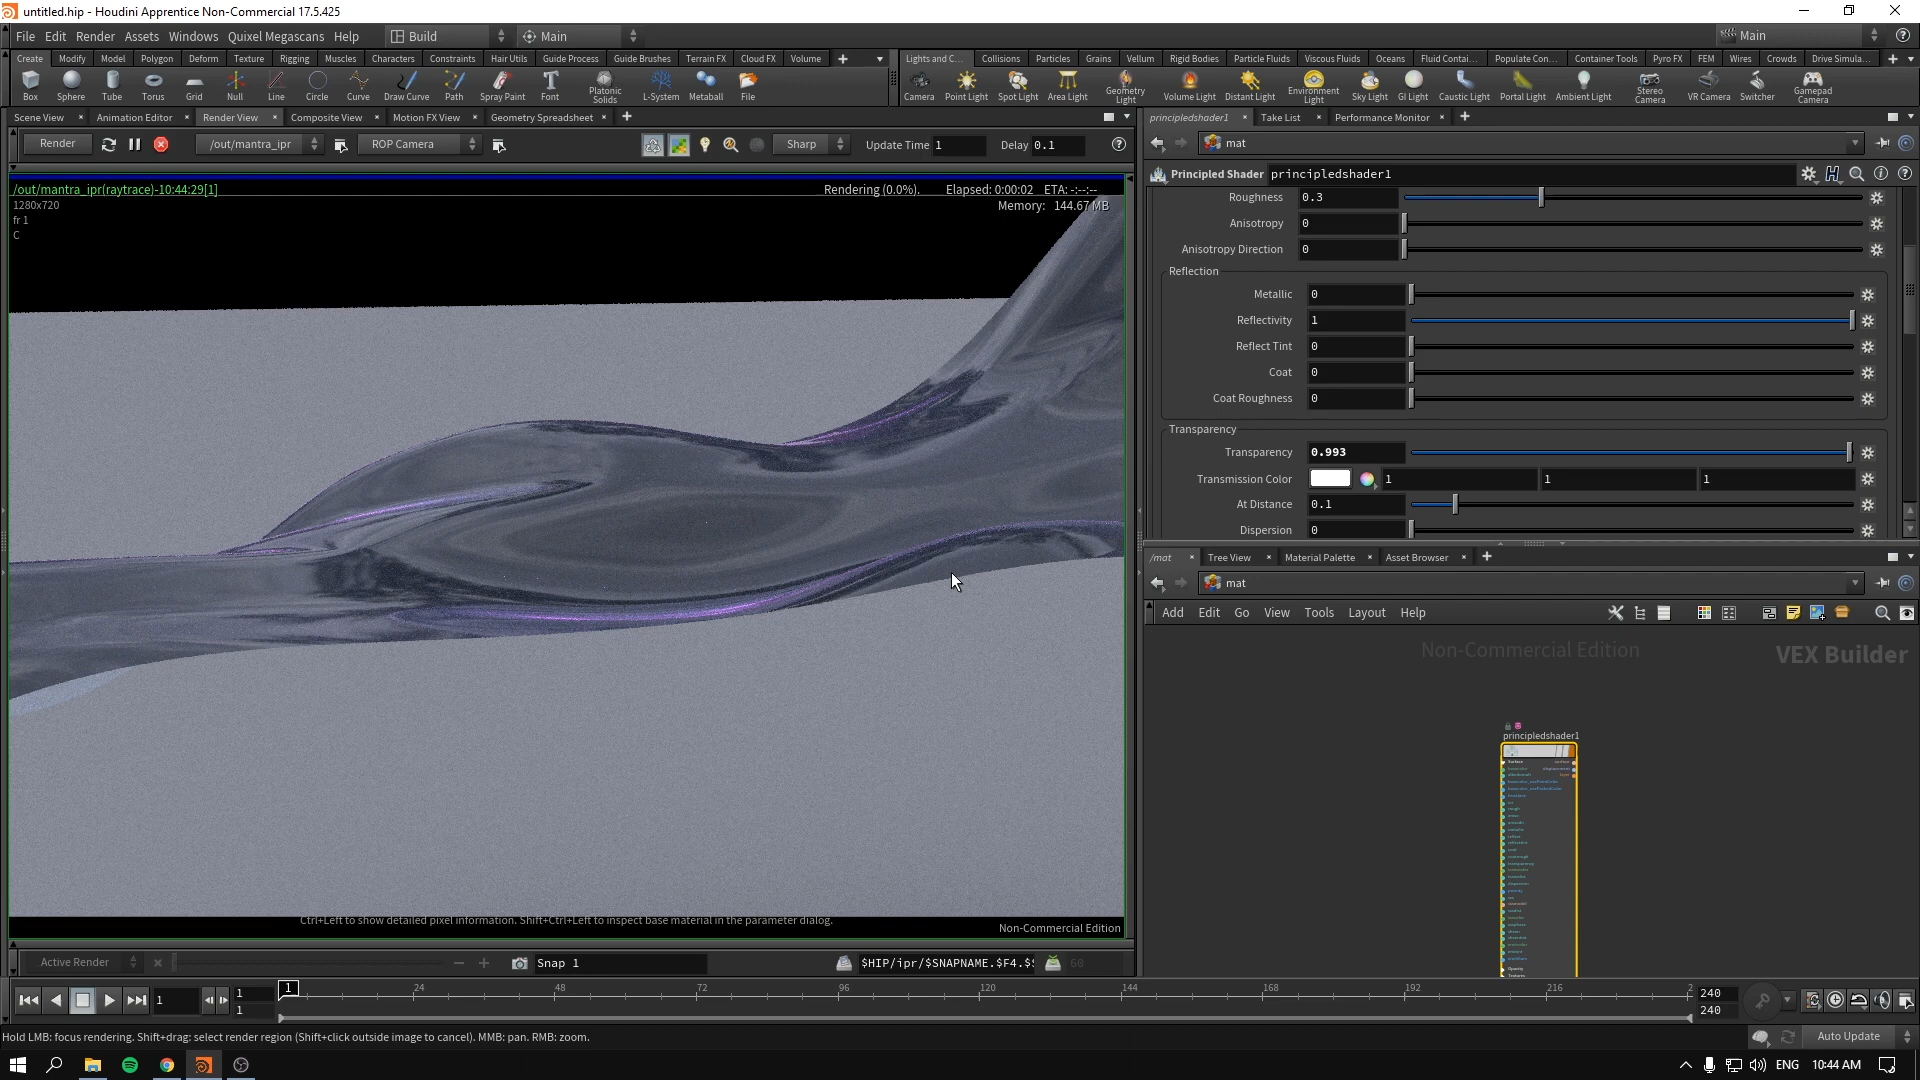 untitled.hip - Houdini Apprentice Non-Commercial 17.5.425
File Edit Render Assets Windows Quixel Megascans Help Build Main Main
Create Modify Model Polygon Deform Texture Rigging Muscles Characters Constraints Hair Utils Guide Process Guide Brushes Terrain FX Cloud FX Volume
Lights and C... Collisions Particles Grains Vellum Rigid Bodies Particle Fluids Viscous Fluids Oceans Fluid Contai... Populate Con... Container Tools Pyro FX FEM Wires Crowds Drive Simula...
Box Sphere Tube Torus Grid Null Line Circle Curve Draw Curve Path Spray Paint Font Platonic Solids L-System Metaball File
Camera Point Light Spot Light Area Light Geometry Light Volume Light Distant Light Environment Light Sky Light GI Light Caustic Light Portal Light Ambient Light Stereo Camera VR Camera Switcher Gamepad Camera
Scene View Animation Editor Render View Composite View Motion FX View Geometry Spreadsheet
principledshader1 Take List Performance Monitor
Render /out/mantra_ipr ROP Camera Sharp Update Time 1 Delay 0.1
mat
Principled Shader principledshader1
/out/mantra_ipr(raytrace)-10:44:29[1]
Rendering (0.0%). Elapsed: 0:00:02 ETA: -:--:--
1280x720
Memory: 144.67 MB
fr 1
C
Roughness 0.3
Anisotropy 0
Anisotropy Direction 0
Reflection
Metallic 0
Reflectivity 1
Reflect Tint 0
Coat 0
Coat Roughness 0
Transparency
Transparency 0.993
Transmission Color 1 1 1
At Distance 0.1
Dispersion 0
/mat Tree View Material Palette Asset Browser
mat
Add Edit Go View Tools Layout Help
Non-Commercial Edition
VEX Builder
principledshader1
Surface
Ctrl+Left to show detailed pixel information. Shift+Ctrl+Left to inspect base material in the parameter dialog.
Non-Commercial Edition
Active Render Snap 1 $HIP/ipr/$SNAPNAME.$F4.$ 60
1 1 1 1 24 48 72 96 120 144 168 192 216 2 240
240
Hold LMB: focus rendering. Shift+drag: select render region (Shift+click outside image to cancel). MMB: pan. RMB: zoom.
Auto Update
ENG 10:44 AM